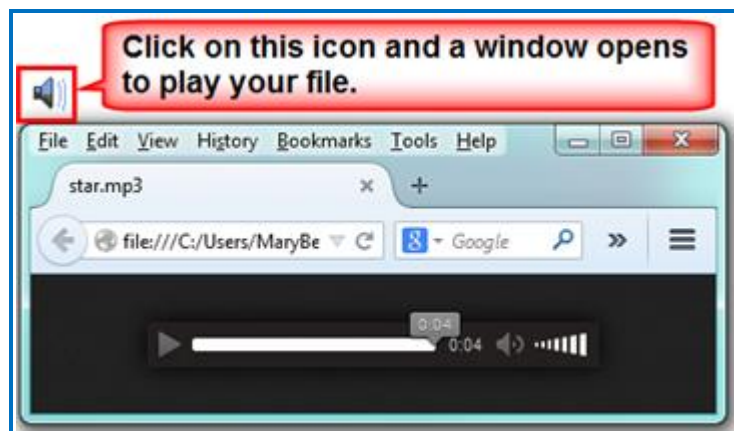 Click on this icon and a window opens
to play your file.
File Edit View History Bookmarks Tools Help
star.mp3
file:///C:/Users/MaryBe
Google
0:04
0:04